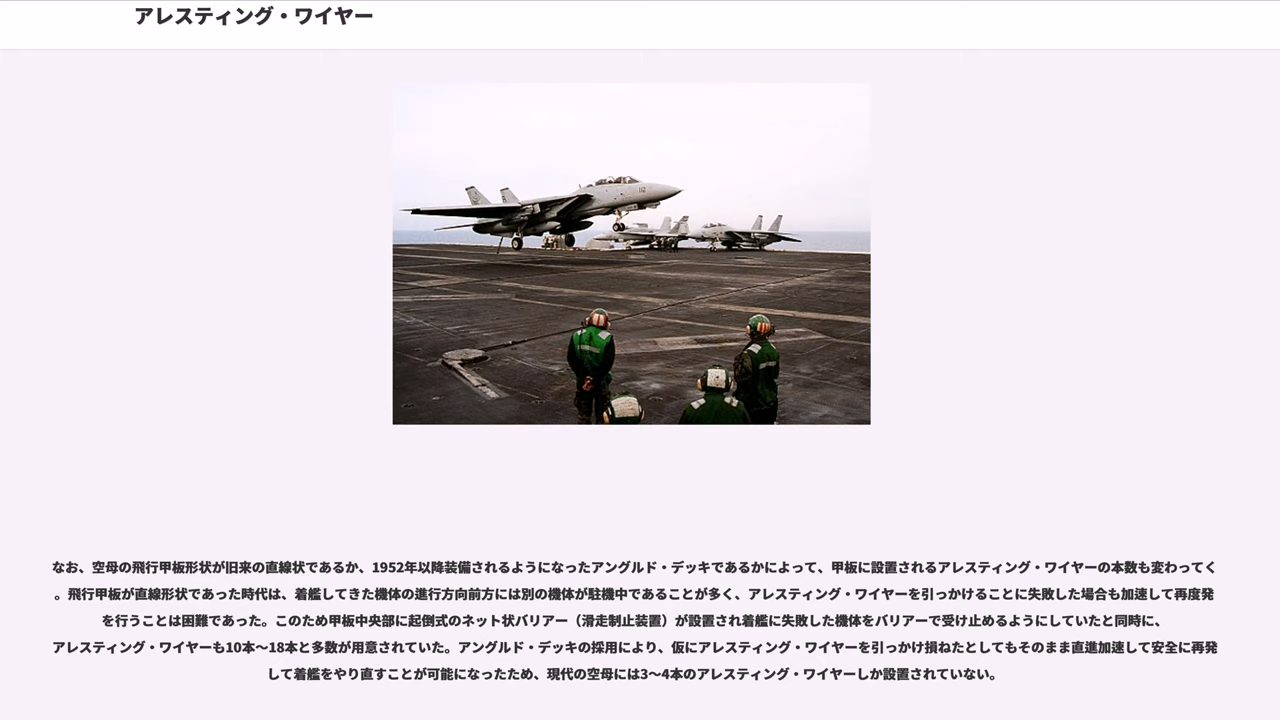 アレスティング・ワイヤー
112
なお、空母の飛行甲板形状が旧来の直線状であるか、1952年以降装備されるようになったアングルド・デッキであるかによって、甲板に設置されるアレスティング・ワイヤーの本数も変わってく
。飛行甲板が直線形状であった時代は、着艦してきた機体の進行方向前方には別の機体が駐機中であることが多く、アレスティング・ワイヤーを引っかけることに失敗した場合も加速して再度発
を行うことは困難であった。このため甲板中央部に起倒式のネット状バリアー（滑走制止装置）が設置され着艦に失敗した機体をバリアーで受け止めるようにしていたと同時に、
アレスティング・ワイヤーも10本～18本と多数が用意されていた。アングルド・デッキの採用により、仮にアレスティング・ワイヤーを引っかけ損ねたとしてもそのまま直進加速して安全に再発
して着艦をやり直すことが可能になったため、現代の空母には3～4本のアレスティング・ワイヤーしか設置されていない。